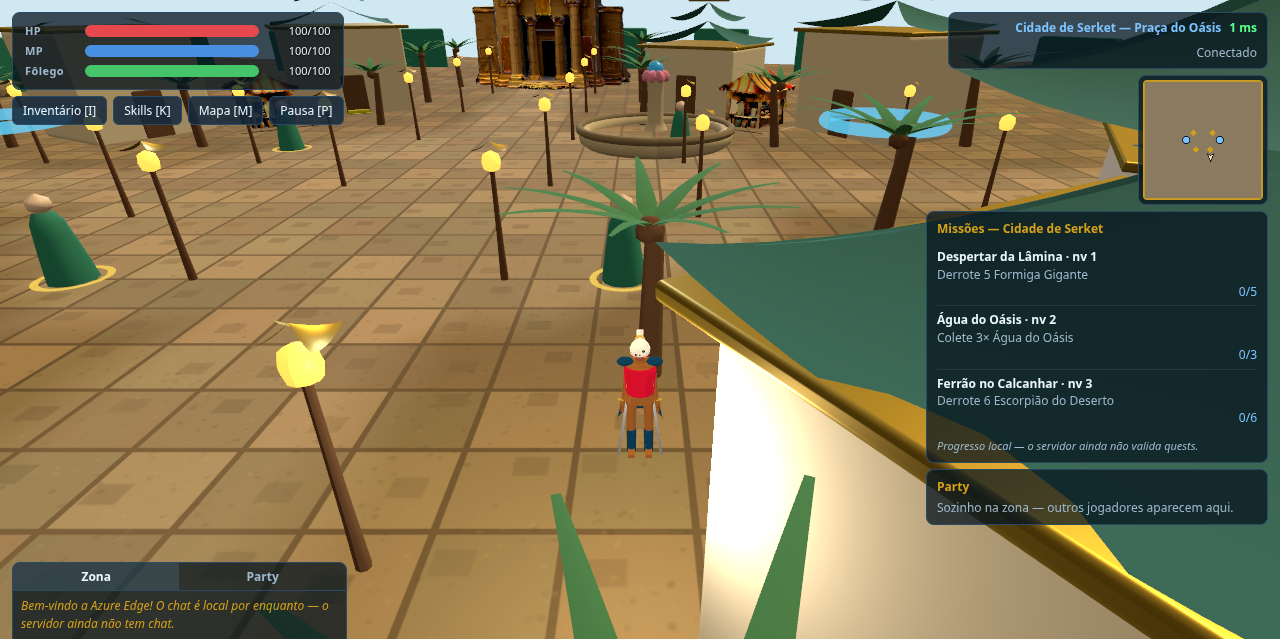 HP 100/100
MP 100/100
Fôlego 100/100
Inventário [I] Skills [K] Mapa [M] Pausa [P]
Cidade de Serket — Praça do Oásis 1 ms
Conectado
Missões — Cidade de Serket
Despertar da Lâmina · nv 1
Derrote 5 Formiga Gigante
0/5
Água do Oásis · nv 2
Colete 3× Água do Oásis
0/3
Ferrão no Calcanhar · nv 3
Derrote 6 Escorpião do Deserto
0/6
Progresso local — o servidor ainda não valida quests.
Party
Sozinho na zona — outros jogadores aparecem aqui.
Zona Party
Bem-vindo a Azure Edge! O chat é local por enquanto — o
servidor ainda não tem chat.